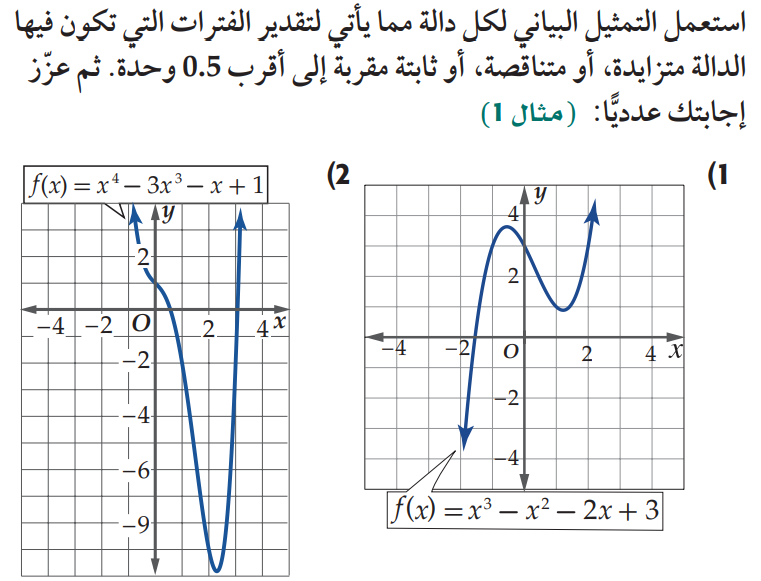 استعمل التمثيل البياني لكل دالة مما يأتي لتقدير الفترات التي تكون فيها
الدالة متزايدة، أو متناقصة، أو ثابتة مقربة إلى أقرب 0.5 وحدة. ثم عزّز
إجابتك عدديًّا: (مثال 1)
(1
y
4
2
−4
−2
O
2
4
x
−2
−4
f(x) = x³ − x² − 2x + 3
(2
f(x) = x⁴ − 3x³ − x + 1
y
2
−4
−2
O
2
4
x
−2
−4
−6
−9